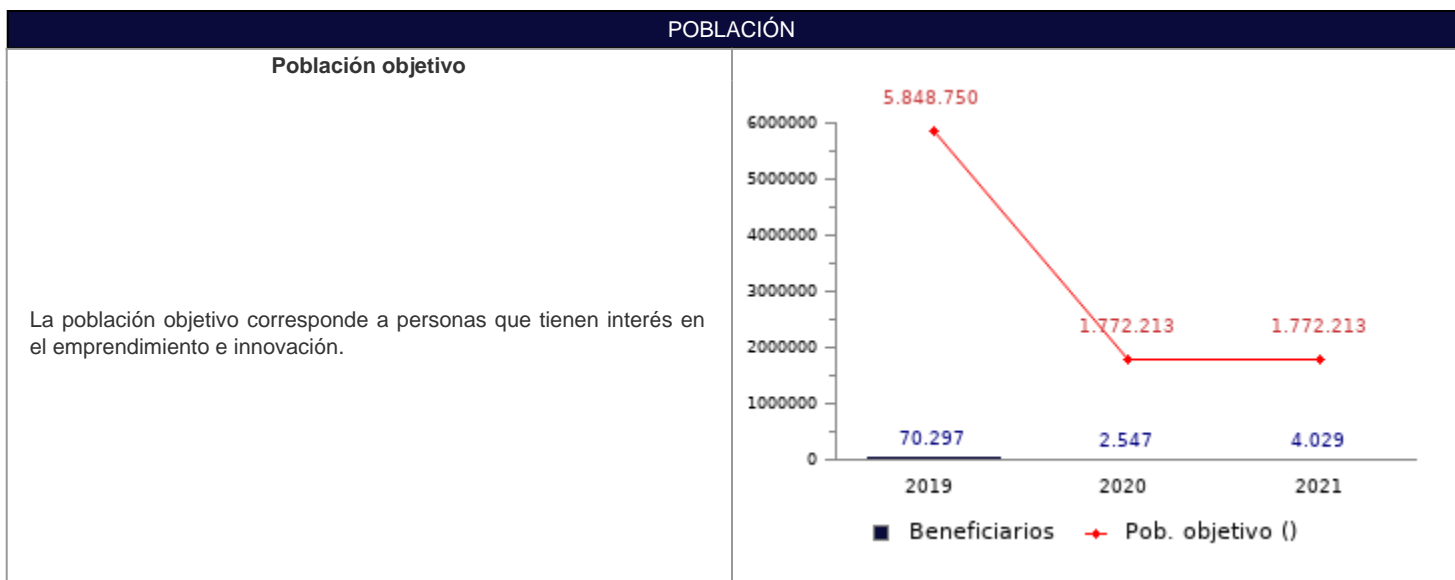 POBLACIÓN
Población objetivo
La población objetivo corresponde a personas que tienen interés en
el emprendimiento e innovación.
5.848.750
6000000
5000000
4000000
3000000
1.772.213 1.772.213
2000000
1000000
70.297 2.547 4.029
0
2019 2020 2021
Beneficiarios Pob. objetivo ()